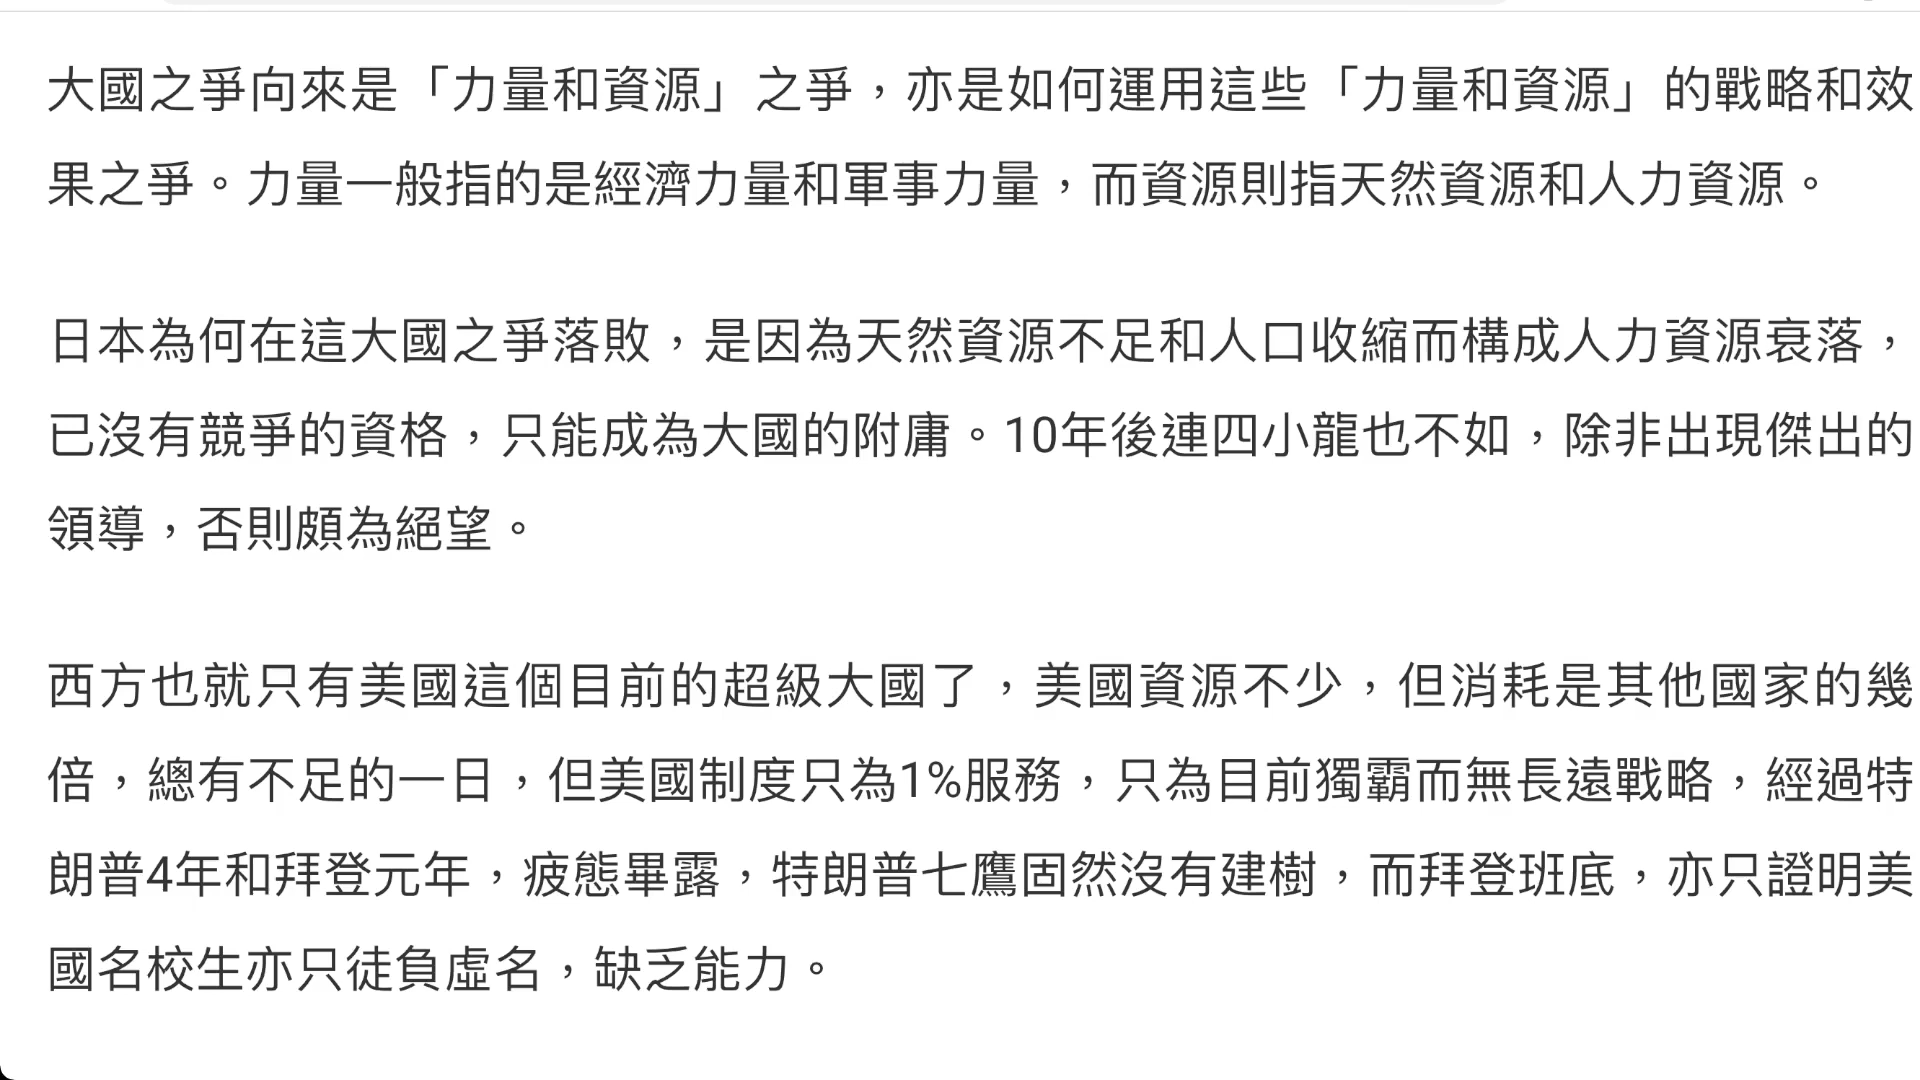 大國之爭向來是「力量和資源」之爭，亦是如何運用這些「力量和資源」的戰略和效
果之爭。力量一般指的是經濟力量和軍事力量，而資源則指天然資源和人力資源。
日本為何在這大國之爭落敗，是因為天然資源不足和人口收縮而構成人力資源衰落，
已沒有競爭的資格，只能成為大國的附庸。10年後連四小龍也不如，除非出現傑出的
領導，否則頗為絕望。
西方也就只有美國這個目前的超級大國了，美國資源不少，但消耗是其他國家的幾
倍，總有不足的一日，但美國制度只為1%服務，只為目前獨霸而無長遠戰略，經過特
朗普4年和拜登元年，疲態畢露，特朗普七鷹固然沒有建樹，而拜登班底，亦只證明美
國名校生亦只徒負虛名，缺乏能力。